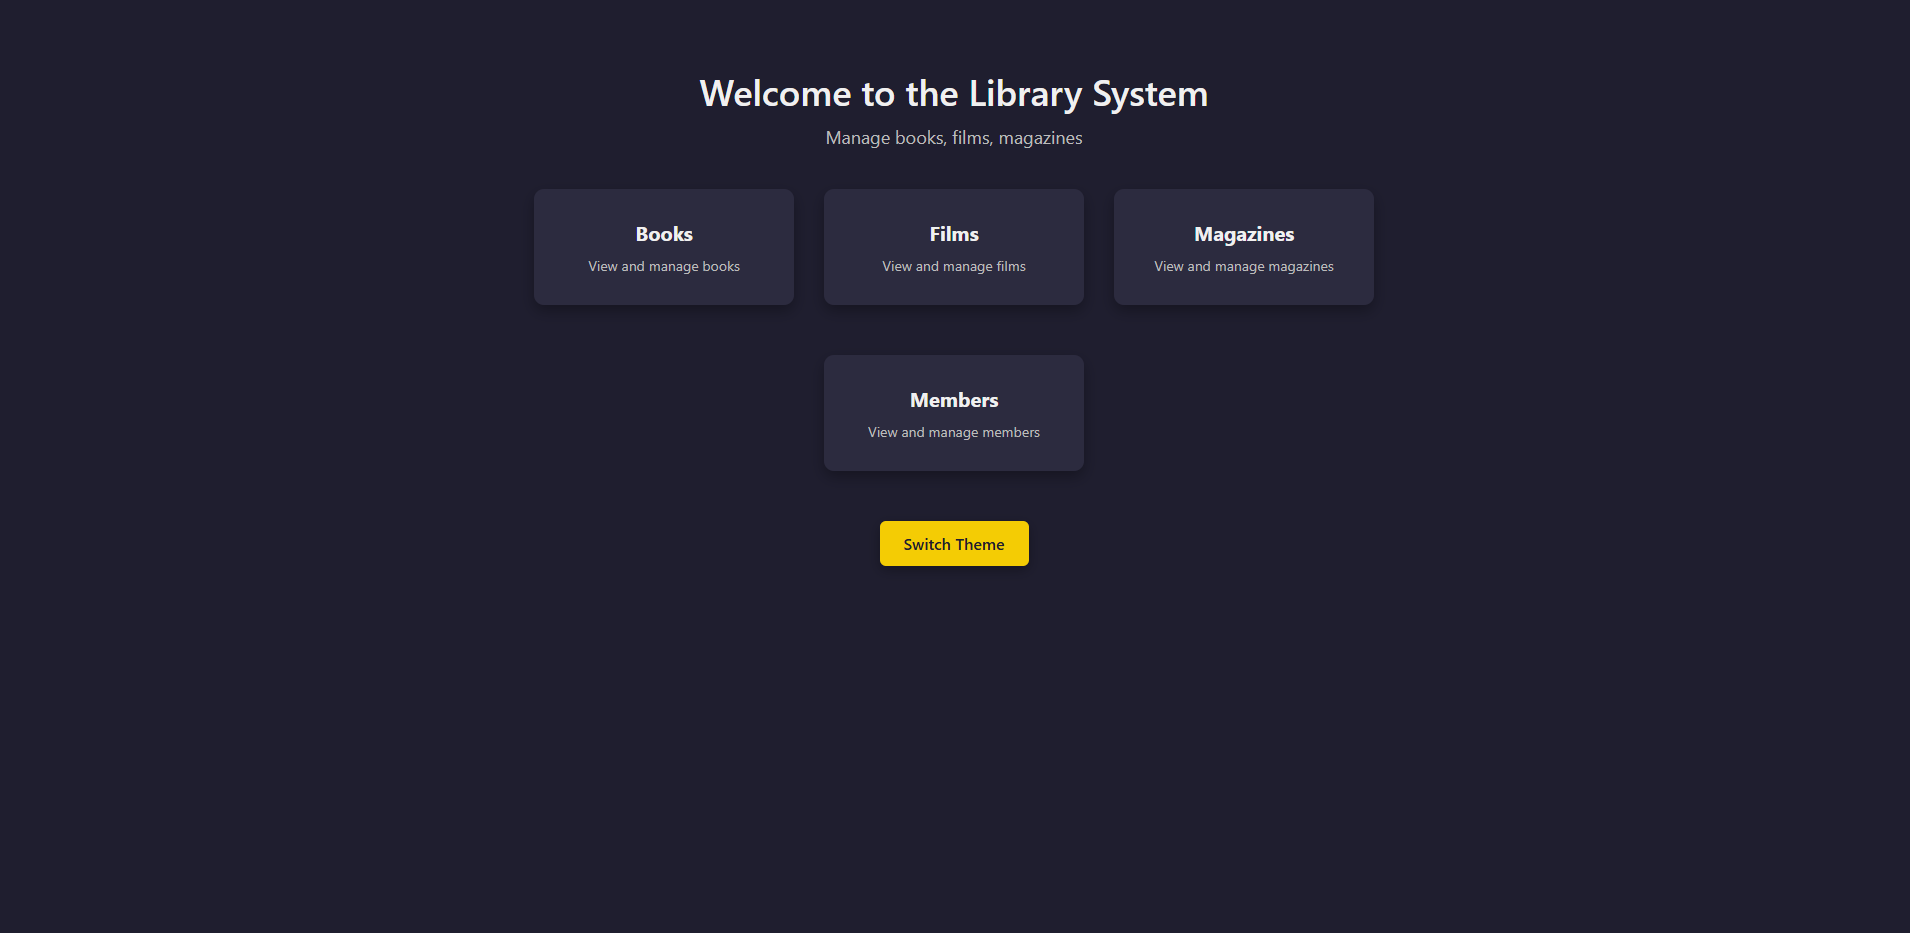 Welcome to the Library System
Manage books, films, magazines
Books
View and manage books
Films
View and manage films
Magazines
View and manage magazines
Members
View and manage members
Switch Theme